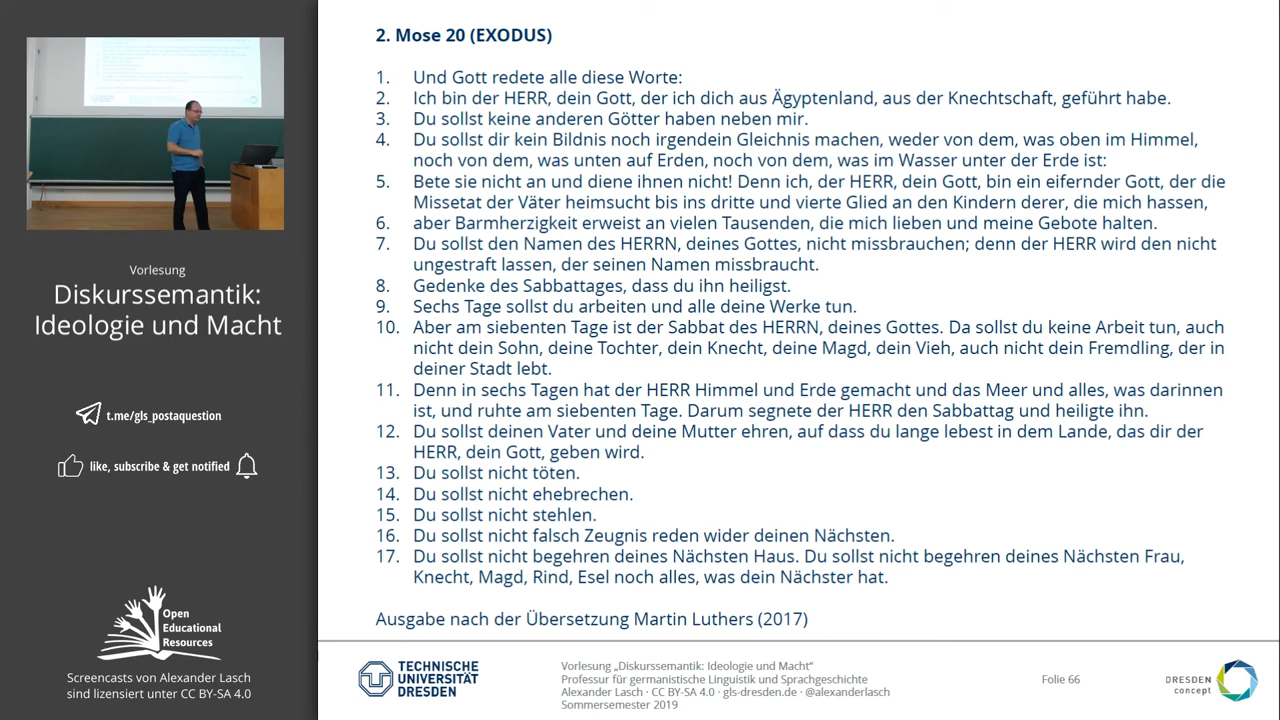 Vorlesung
Diskurssemantik:
Ideologie und Macht
t.me/gls_postaquestion
like, subscribe & get notified
Open
Educational
Resources
Screencasts von Alexander Lasch
sind lizensiert unter CC BY-SA 4.0
2. Mose 20 (EXODUS)
1. Und Gott redete alle diese Worte:
2. Ich bin der HERR, dein Gott, der ich dich aus Ägyptenland, aus der Knechtschaft, geführt habe.
3. Du sollst keine anderen Götter haben neben mir.
4. Du sollst dir kein Bildnis noch irgendein Gleichnis machen, weder von dem, was oben im Himmel,
noch von dem, was unten auf Erden, noch von dem, was im Wasser unter der Erde ist:
5. Bete sie nicht an und diene ihnen nicht! Denn ich, der HERR, dein Gott, bin ein eifernder Gott, der die
Missetat der Väter heimsucht bis ins dritte und vierte Glied an den Kindern derer, die mich hassen,
6. aber Barmherzigkeit erweist an vielen Tausenden, die mich lieben und meine Gebote halten.
7. Du sollst den Namen des HERRN, deines Gottes, nicht missbrauchen; denn der HERR wird den nicht
ungestraft lassen, der seinen Namen missbraucht.
8. Gedenke des Sabbattages, dass du ihn heiligst.
9. Sechs Tage sollst du arbeiten und alle deine Werke tun.
10. Aber am siebenten Tage ist der Sabbat des HERRN, deines Gottes. Da sollst du keine Arbeit tun, auch
nicht dein Sohn, deine Tochter, dein Knecht, deine Magd, dein Vieh, auch nicht dein Fremdling, der in
deiner Stadt lebt.
11. Denn in sechs Tagen hat der HERR Himmel und Erde gemacht und das Meer und alles, was darinnen
ist, und ruhte am siebenten Tage. Darum segnete der HERR den Sabbattag und heiligte ihn.
12. Du sollst deinen Vater und deine Mutter ehren, auf dass du lange lebest in dem Lande, das dir der
HERR, dein Gott, geben wird.
13. Du sollst nicht töten.
14. Du sollst nicht ehebrechen.
15. Du sollst nicht stehlen.
16. Du sollst nicht falsch Zeugnis reden wider deinen Nächsten.
17. Du sollst nicht begehren deines Nächsten Haus. Du sollst nicht begehren deines Nächsten Frau,
Knecht, Magd, Rind, Esel noch alles, was dein Nächster hat.
Ausgabe nach der Übersetzung Martin Luthers (2017)
TECHNISCHE
UNIVERSITÄT
DRESDEN
Vorlesung „Diskurssemantik: Ideologie und Macht“
Professur für germanistische Linguistik und Sprachgeschichte
Alexander Lasch · CC BY-SA 4.0 · gls-dresden.de · @alexanderlasch
Sommersemester 2019
Folie 66
DRESDEN
concept